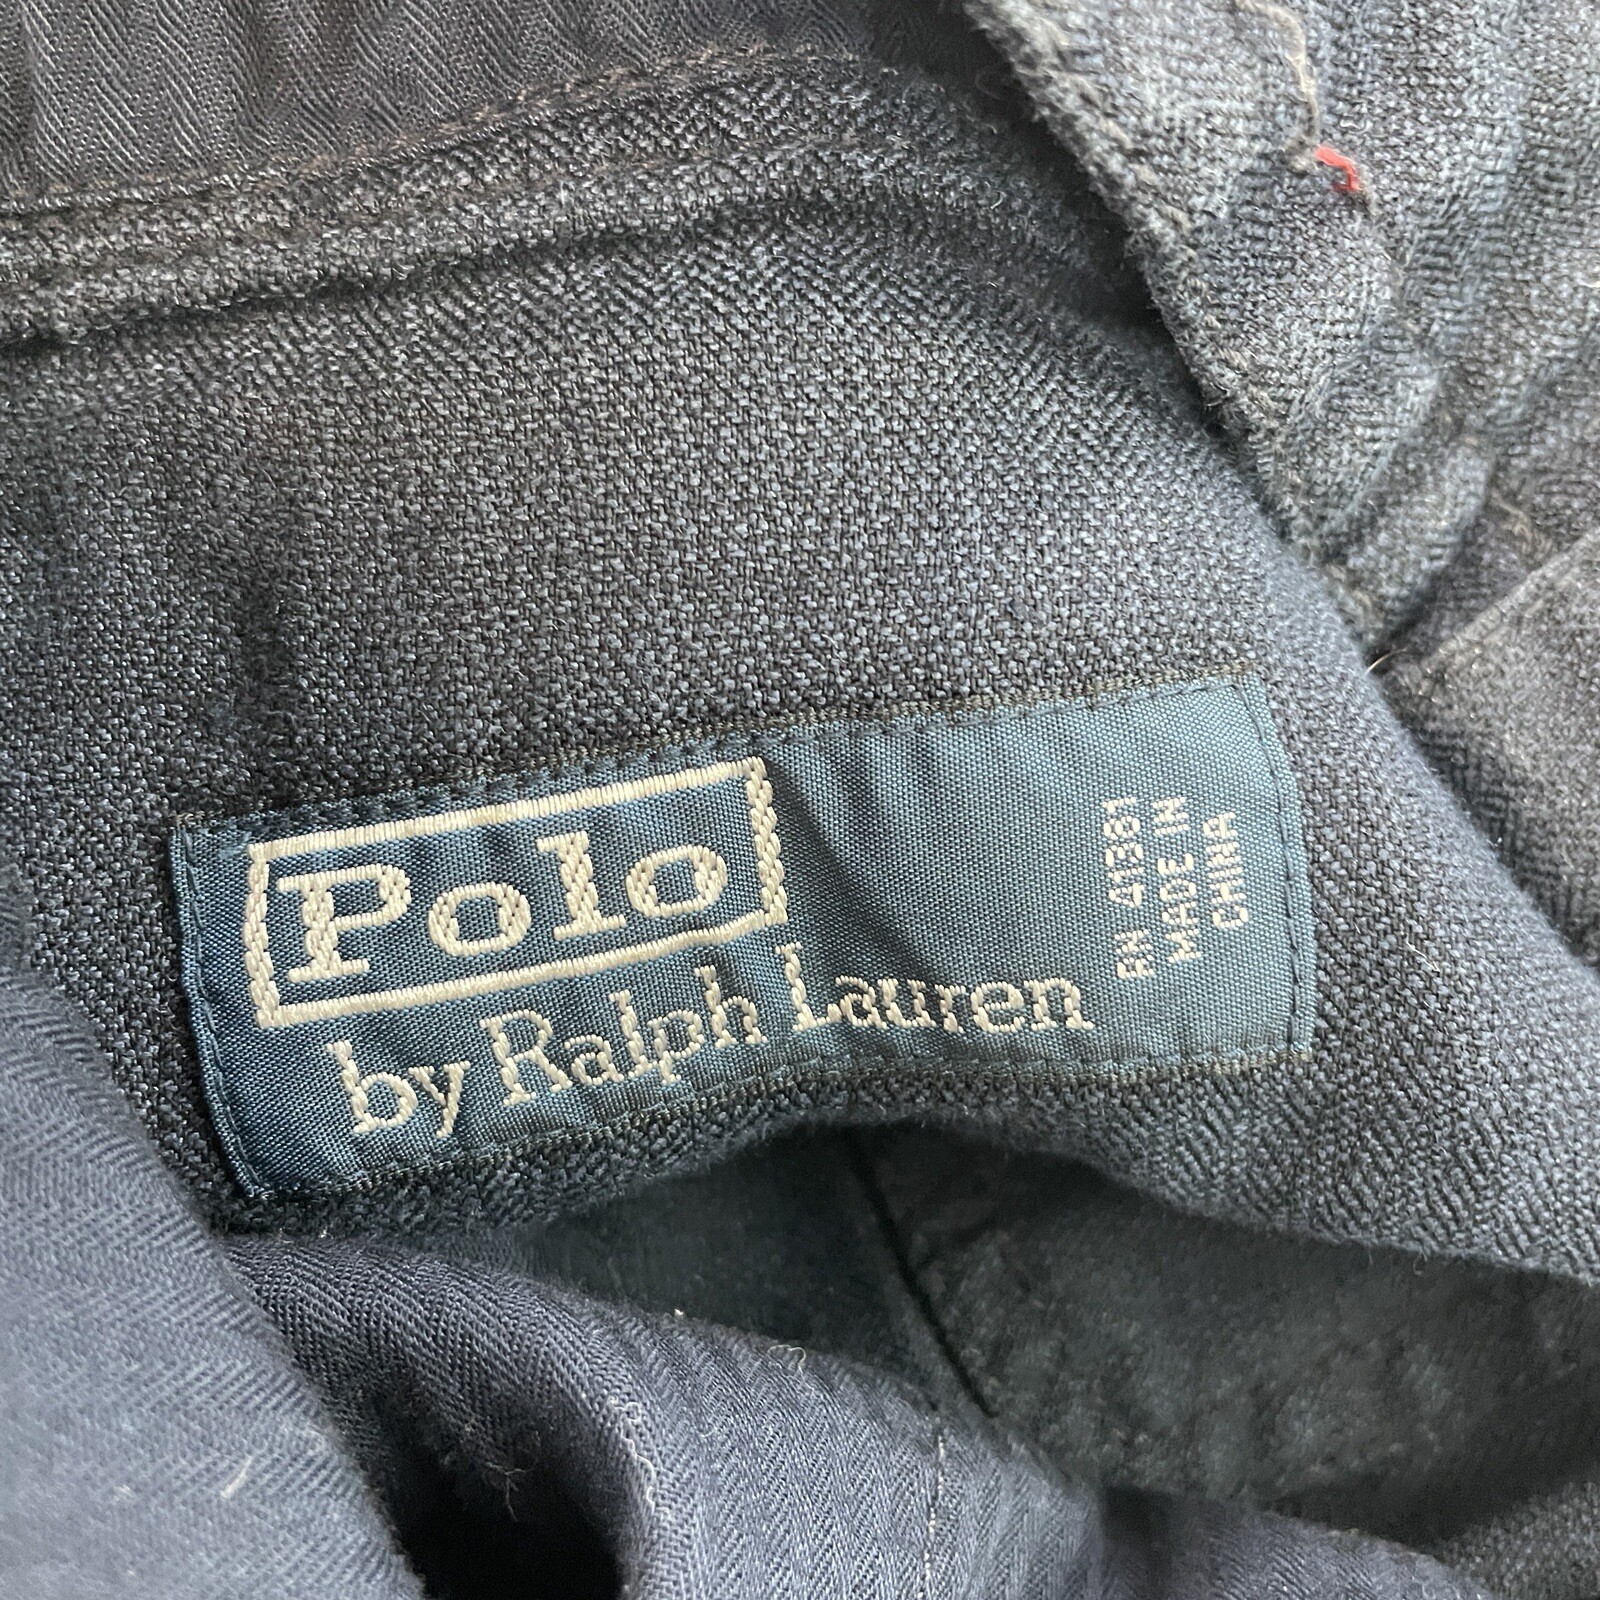 Polo
by Ralph Lauren
RN 41381
MADE IN
CHINA